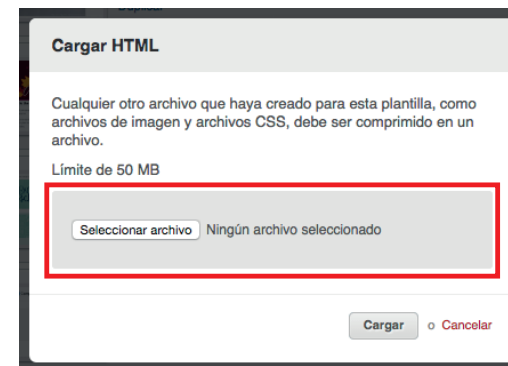 Cargar HTML
Cualquier otro archivo que haya creado para esta plantilla, como
archivos de imagen y archivos CSS, debe ser comprimido en un
archivo.
Límite de 50 MB
Seleccionar archivo Ningún archivo seleccionado
Cargar o Cancelar